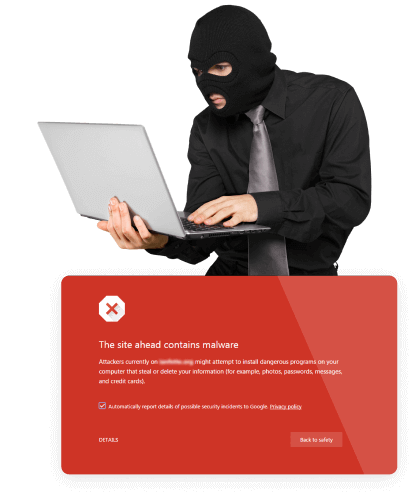 The site ahead contains malware
Attackers currently on might attempt to install dangerous programs on your
computer that steal or delete your information (for example, photos, passwords, messages,
and credit cards).
Automatically report details of possible security incidents to Google. Privacy policy
DETAILS
Back to safety